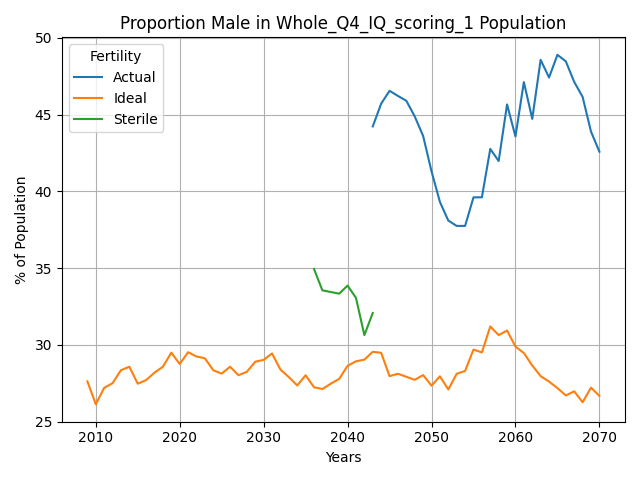 Proportion Male in Whole_Q4_IQ_scoring_1 Population
50
45
40
35
30
25
% of Population
Fertility
Actual
Ideal
Sterile
2010 2020 2030 2040 2050 2060 2070
Years